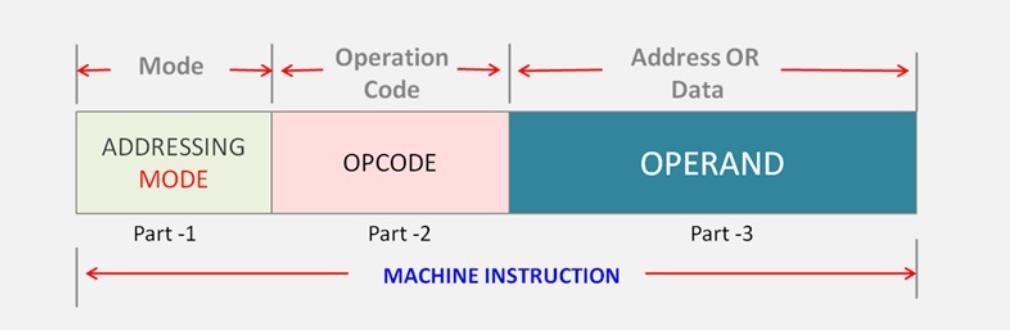 Mode
Operation
Code
Address OR
Data
ADDRESSING
MODE
OPCODE
OPERAND
Part -1
Part -2
Part -3
MACHINE INSTRUCTION